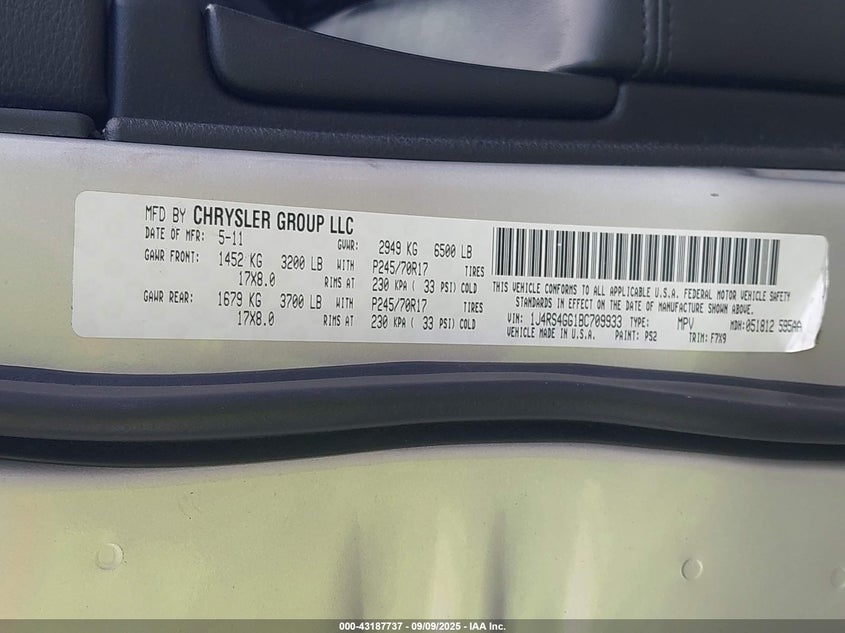 MFD BY CHRYSLER GROUP LLC
DATE OF MFR: 5-11 GVWR: 2949 KG 6500 LB
GAWR FRONT: 1452 KG 3200 LB WITH P245/70R17 TIRES
17X8.0 RIMS AT 230 KPA ( 33 PSI) COLD
GAWR REAR: 1679 KG 3700 LB WITH P245/70R17 TIRES
17X8.0 RIMS AT 230 KPA ( 33 PSI) COLD
THIS VEHICLE CONFORMS TO ALL APPLICABLE U.S.A. FEDERAL MOTOR VEHICLE SAFETY
STANDARDS IN EFFECT ON THE DATE OF MANUFACTURE SHOWN ABOVE.
VIN: 1J4RS4GG1BC709933 TYPE: MPV MDH: 051812 595AA
VEHICLE MADE IN U.S.A. PAINT: PS2 TRIM: F7X9
000-43187737 - 09/09/2025 - IAA Inc.